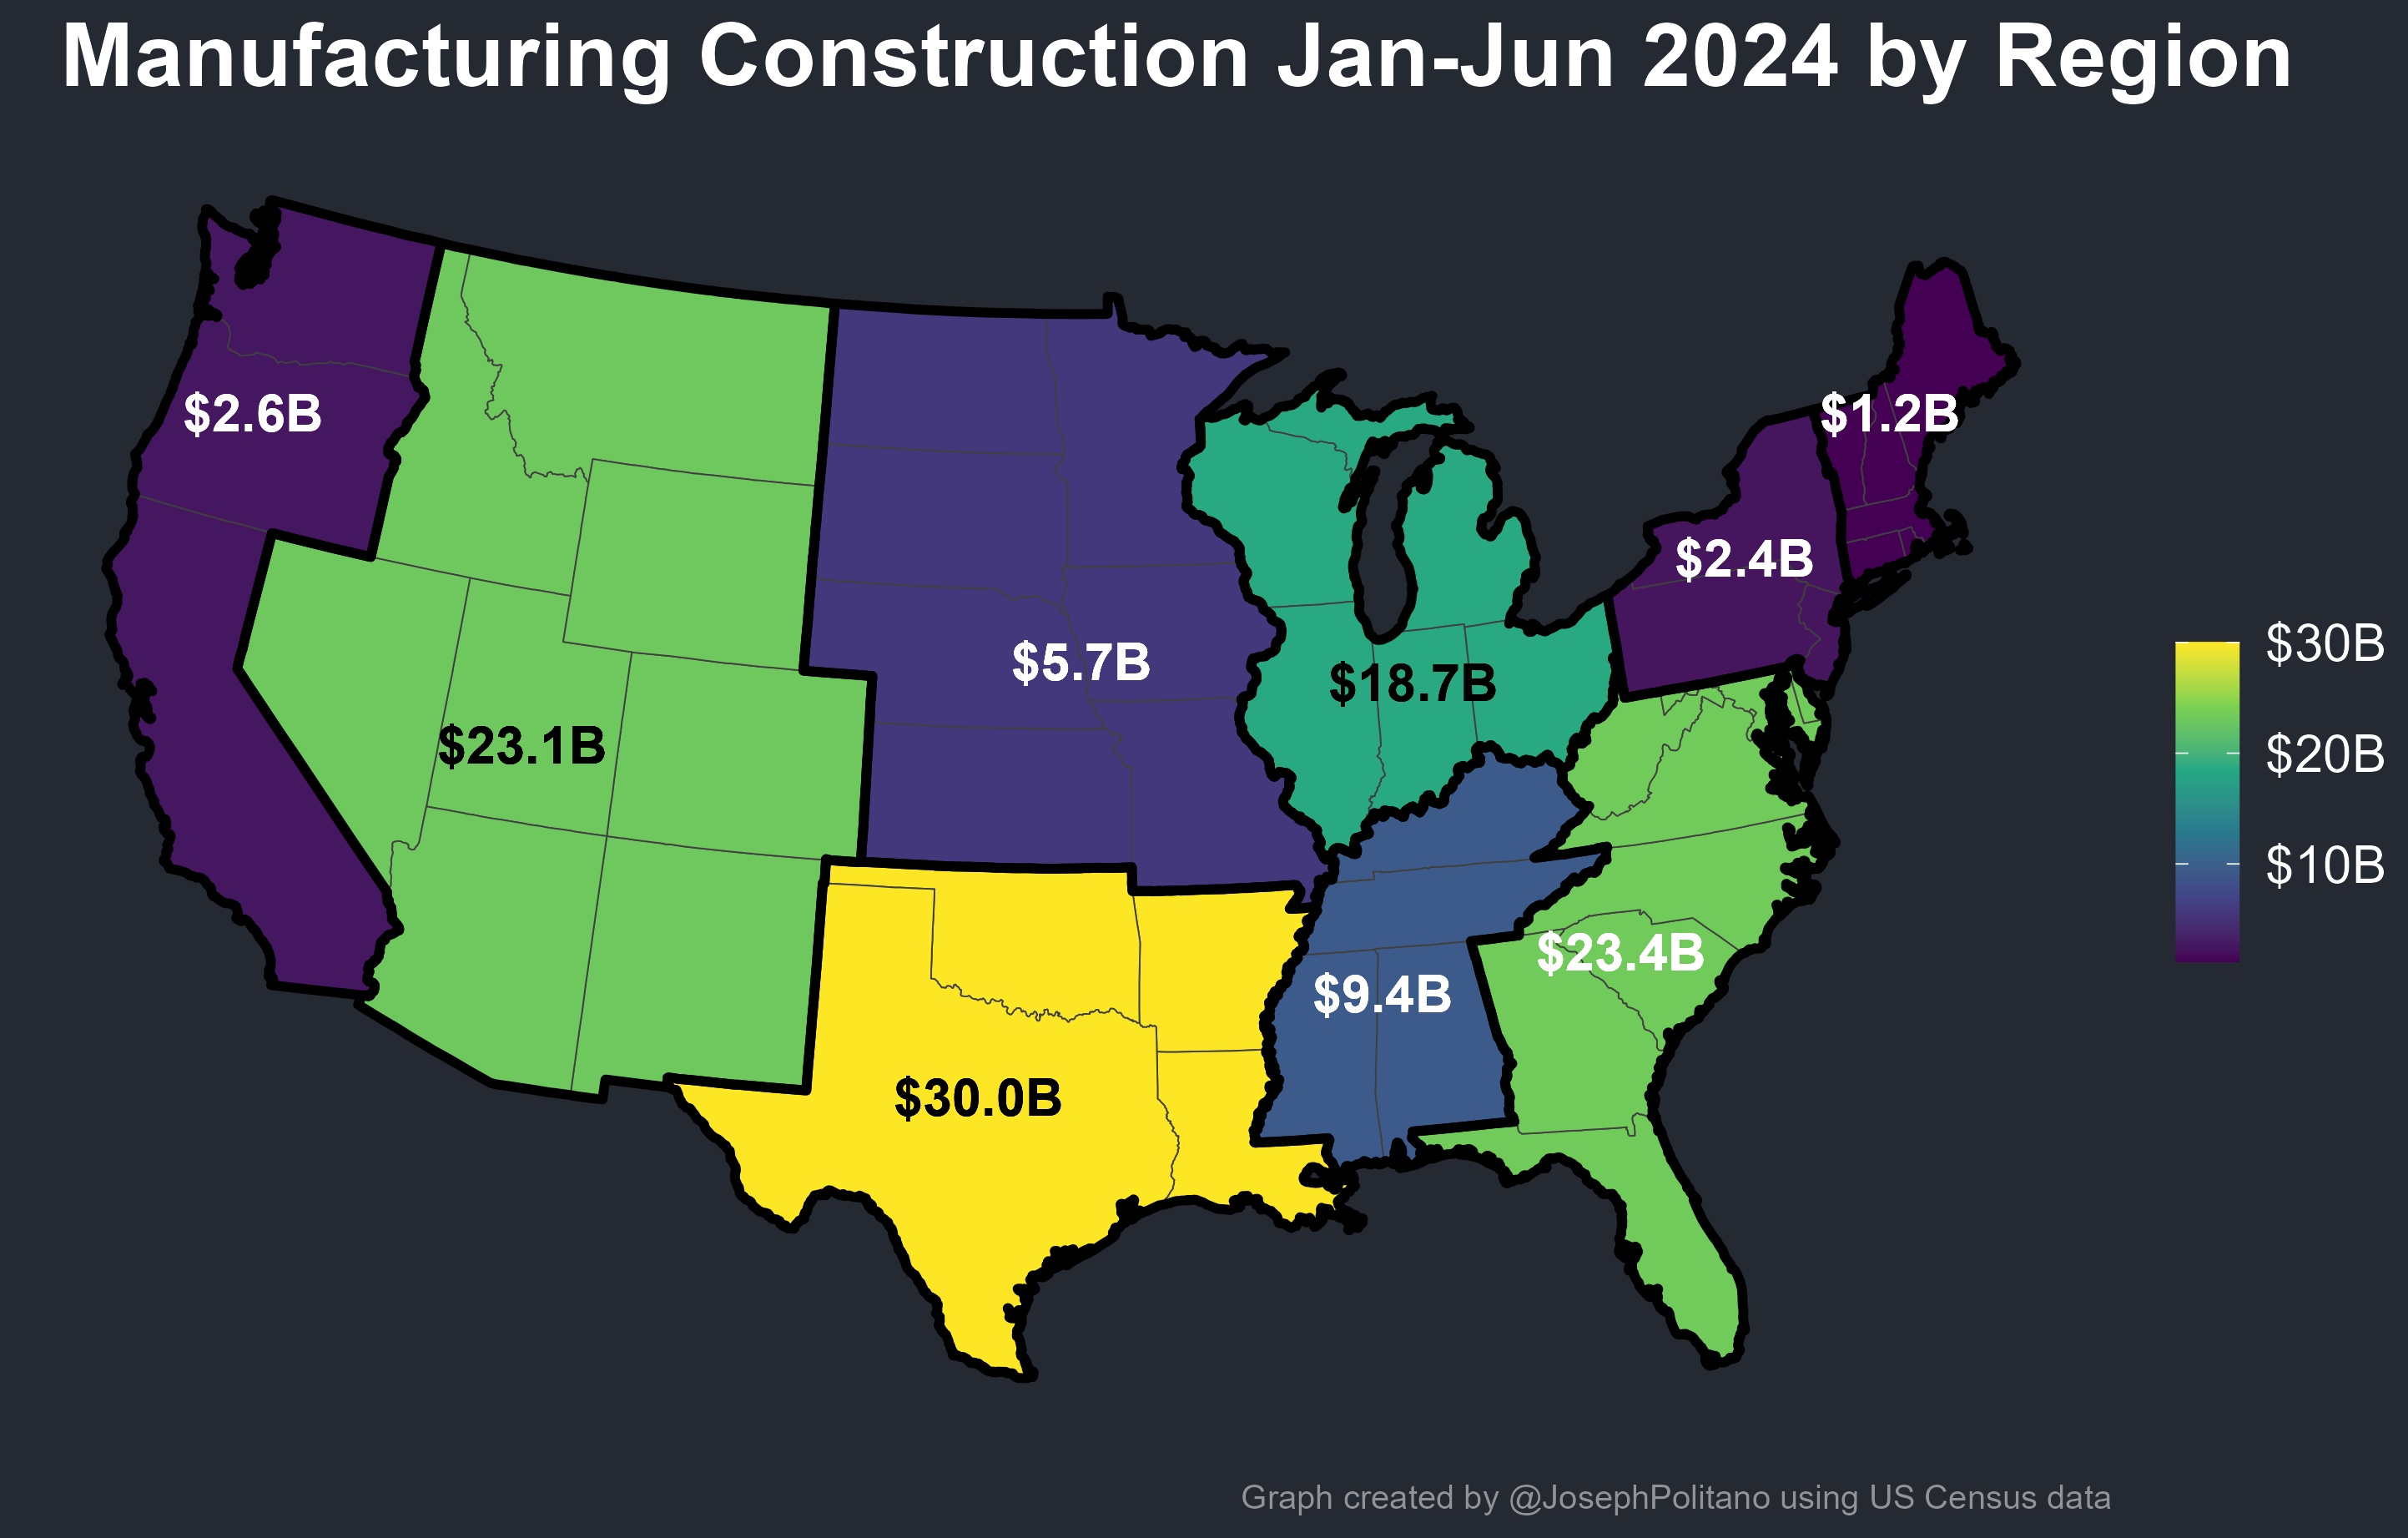 Manufacturing Construction Jan-Jun 2024 by Region
$2.6B
$1.2B
$2.4B
$5.7B
$18.7B
$23.1B
$23.4B
$9.4B
$30.0B
$30B
$20B
$10B
Graph created by @JosephPolitano using US Census data